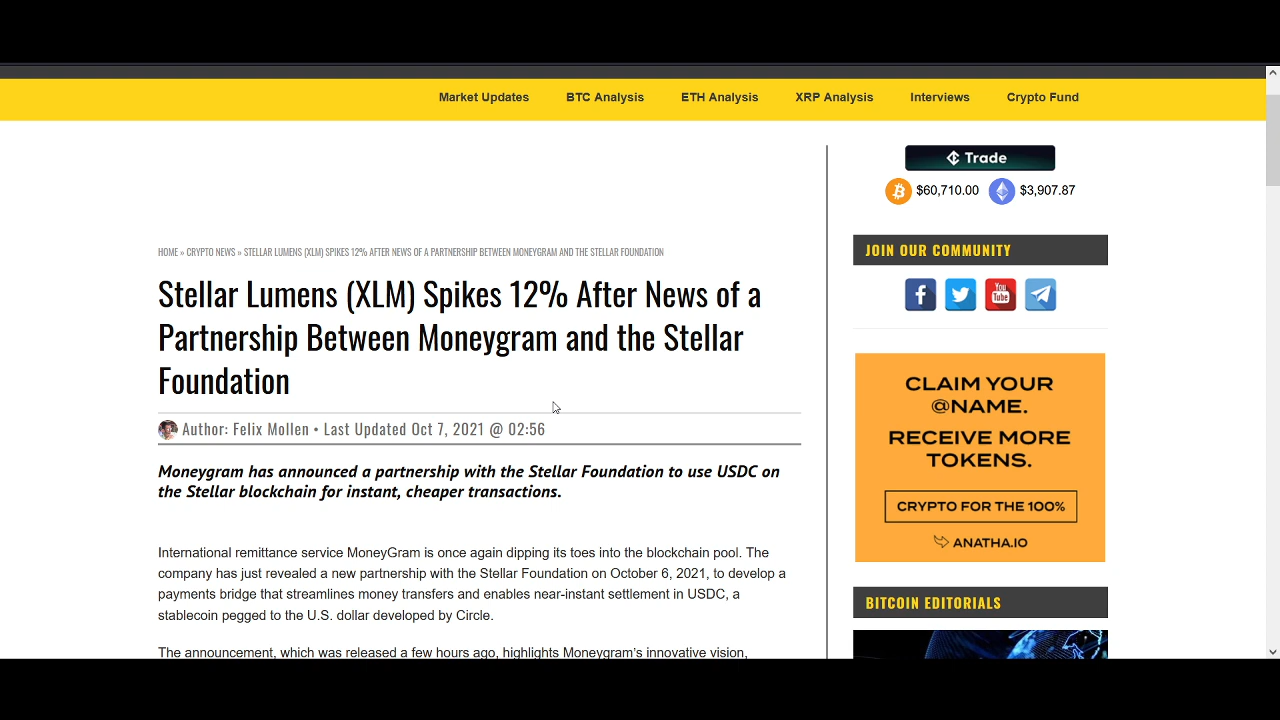 Market Updates BTC Analysis ETH Analysis XRP Analysis Interviews Crypto Fund
Trade
$60,710.00 $3,907.87
HOME » CRYPTO NEWS » STELLAR LUMENS (XLM) SPIKES 12% AFTER NEWS OF A PARTNERSHIP BETWEEN MONEYGRAM AND THE STELLAR FOUNDATION
Stellar Lumens (XLM) Spikes 12% After News of a
Partnership Between Moneygram and the Stellar
Foundation
Author: Felix Mollen • Last Updated Oct 7, 2021 @ 02:56
Moneygram has announced a partnership with the Stellar Foundation to use USDC on
the Stellar blockchain for instant, cheaper transactions.
International remittance service MoneyGram is once again dipping its toes into the blockchain pool. The
company has just revealed a new partnership with the Stellar Foundation on October 6, 2021, to develop a
payments bridge that streamlines money transfers and enables near-instant settlement in USDC, a
stablecoin pegged to the U.S. dollar developed by Circle.
The announcement, which was released a few hours ago, highlights Moneygram's innovative vision,
JOIN OUR COMMUNITY
You
Tube
CLAIM YOUR
@NAME.
RECEIVE MORE
TOKENS.
CRYPTO FOR THE 100%
ANATHA.IO
BITCOIN EDITORIALS